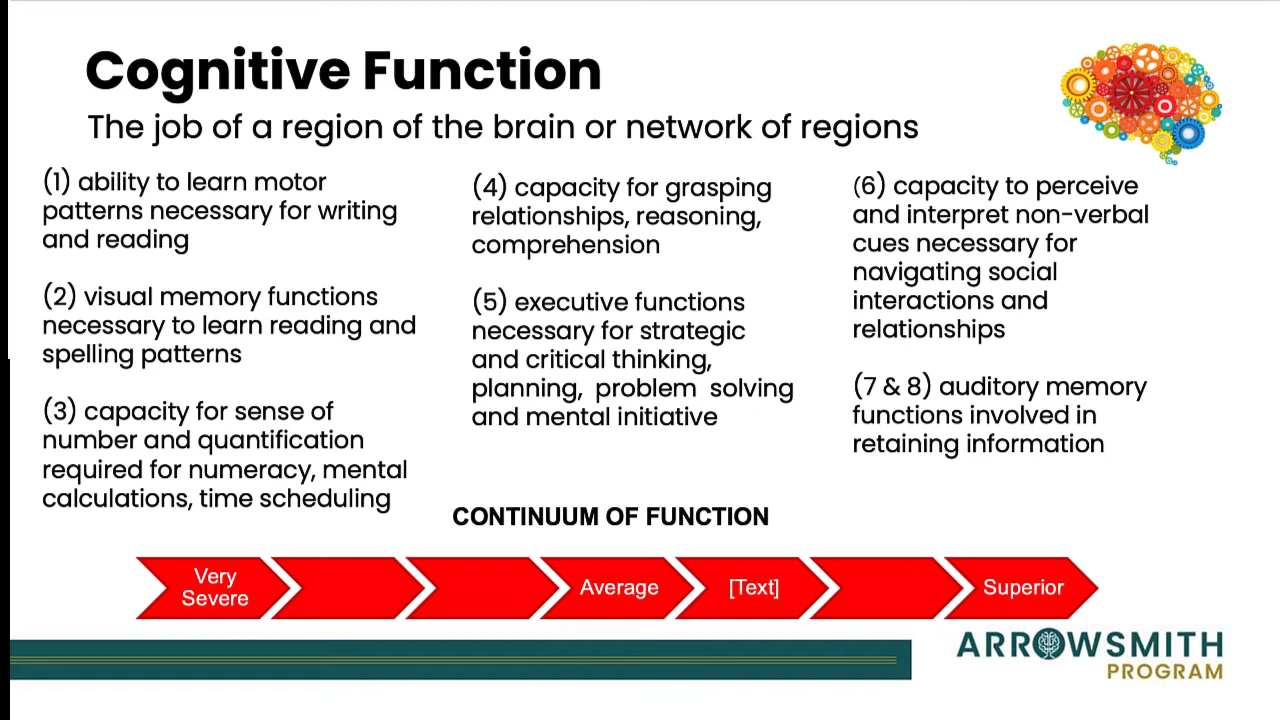 Cognitive Function
The job of a region of the brain or network of regions
(1) ability to learn motor
patterns necessary for writing
and reading
(2) visual memory functions
necessary to learn reading and
spelling patterns
(3) capacity for sense of
number and quantification
required for numeracy, mental
calculations, time scheduling
(4) capacity for grasping
relationships, reasoning,
comprehension
(5) executive functions
necessary for strategic
and critical thinking,
planning, problem solving
and mental initiative
(6) capacity to perceive
and interpret non-verbal
cues necessary for
navigating social
interactions and
relationships
(7 & 8) auditory memory
functions involved in
retaining information
CONTINUUM OF FUNCTION
Very
Severe
Average
[Text]
Superior
ARROWSMITH
PROGRAM